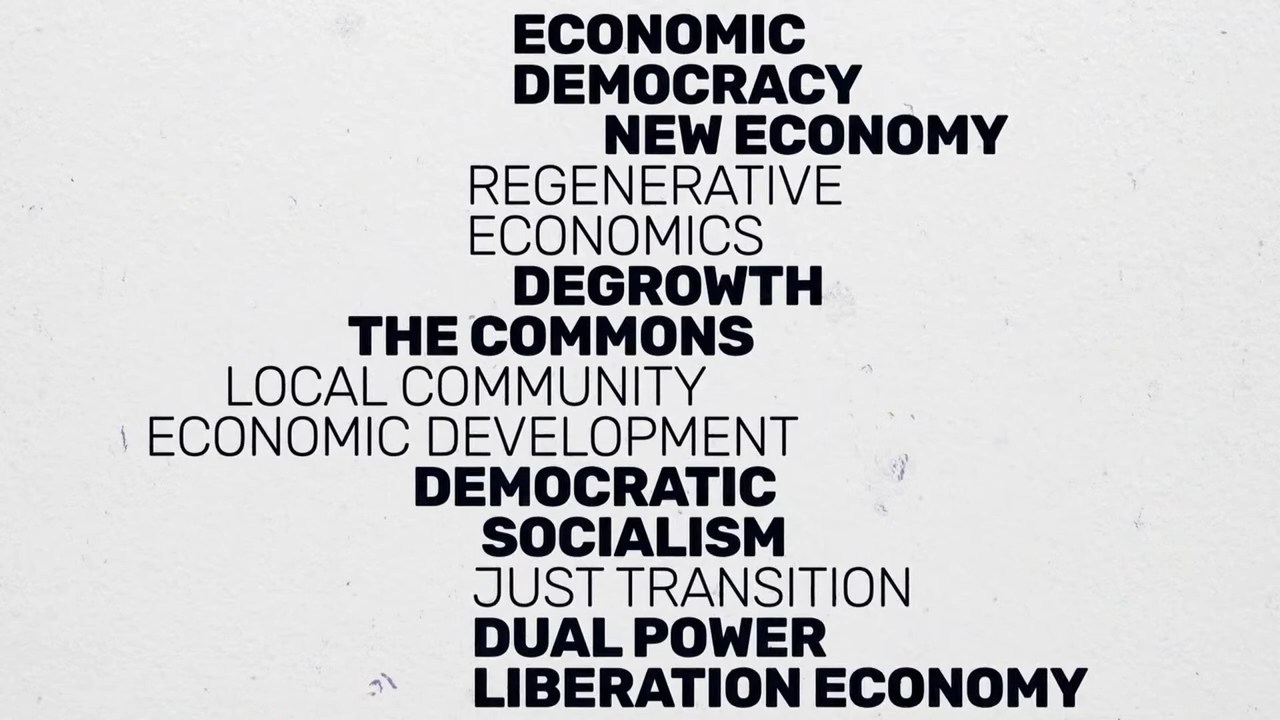 ECONOMIC
DEMOCRACY
NEW ECONOMY
REGENERATIVE
ECONOMICS
DEGROWTH
THE COMMONS
LOCAL COMMUNITY
ECONOMIC DEVELOPMENT
DEMOCRATIC
SOCIALISM
JUST TRANSITION
DUAL POWER
LIBERATION ECONOMY